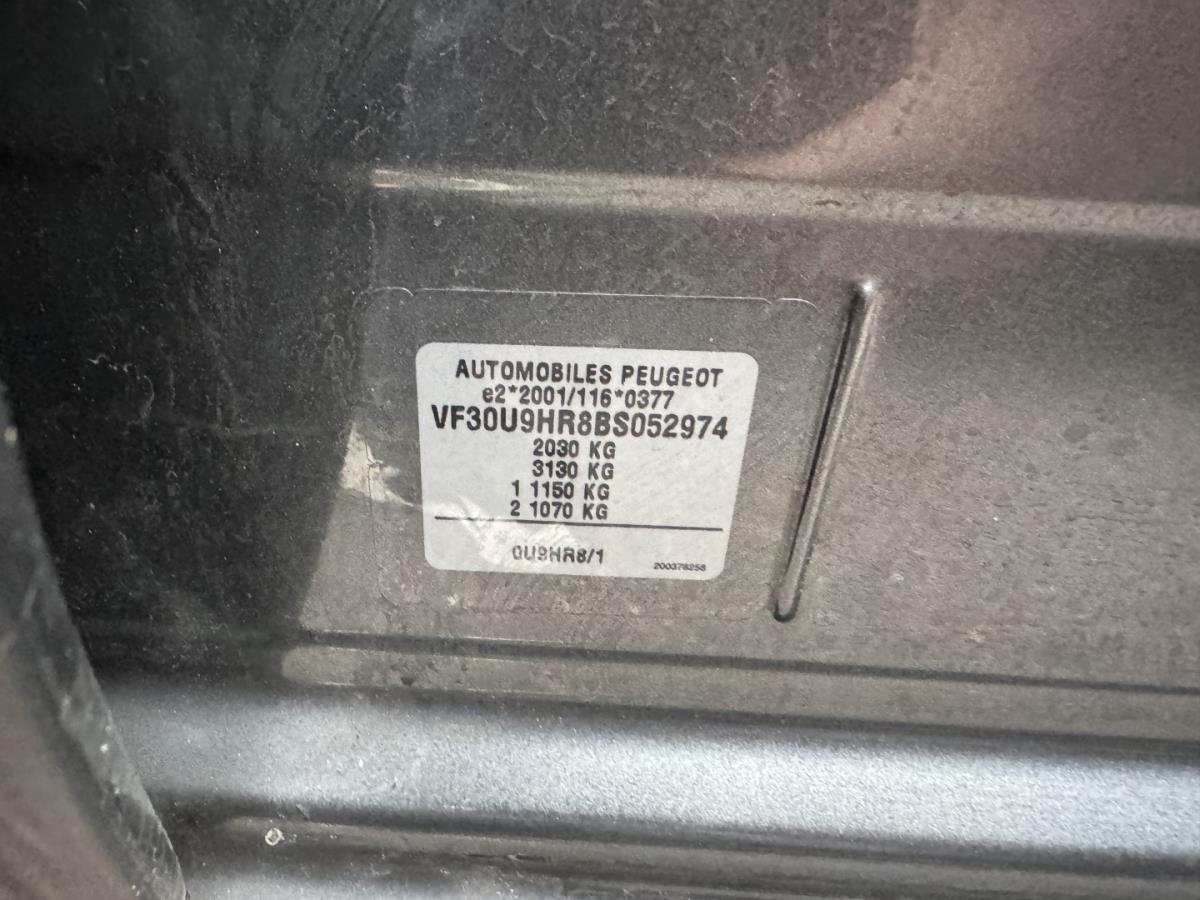 AUTOMOBILES PEUGEOT
e2*2001/116*0377
VF30U9HR8BS052974
2030 KG
3130 KG
1 1150 KG
2 1070 KG
0U9HR8/1
200378258